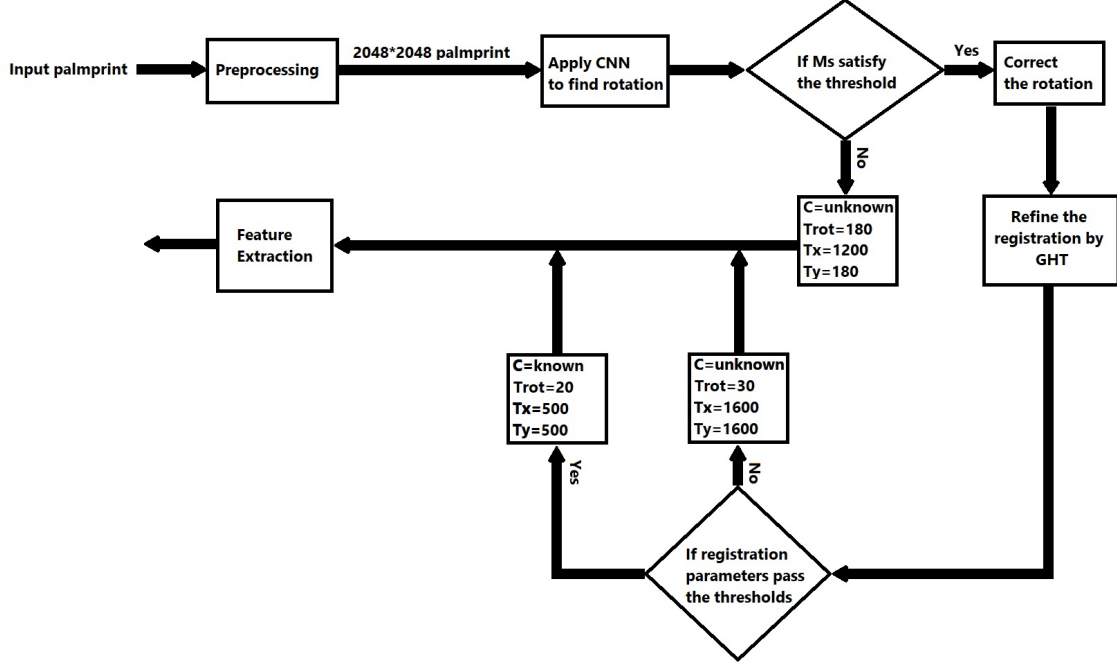 Input palmprint
Preprocessing
2048*2048 palmprint
Apply CNN
to find rotation
If Ms satisfy
the threshold
Yes
Correct
the rotation
No
C=unknown
Trot=180
Tx=1200
Ty=180
Refine the
registration by
GHT
Feature
Extraction
C=known
Trot=20
Tx=500
Ty=500
C=unknown
Trot=30
Tx=1600
Ty=1600
Yes
No
If registration
parameters pass
the thresholds